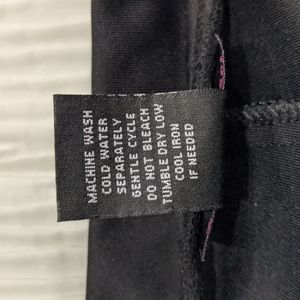 MACHINE WASH
COLD WATER
SEPARATELY
GENTLE CYCLE
DO NOT BLEACH
TUMBLE DRY LOW
COOL IRON
IF NEEDED